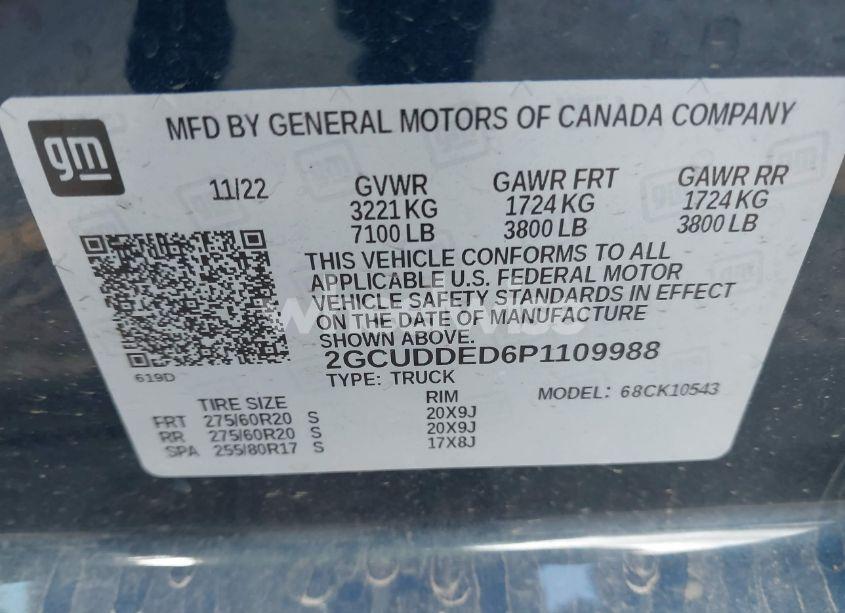 gm
MFD BY GENERAL MOTORS OF CANADA COMPANY
11/22 GVWR GAWR FRT GAWR RR
3221 KG 1724 KG 1724 KG
7100 LB 3800 LB 3800 LB
THIS VEHICLE CONFORMS TO ALL
APPLICABLE U.S. FEDERAL MOTOR
VEHICLE SAFETY STANDARDS IN EFFECT
ON THE DATE OF MANUFACTURE
SHOWN ABOVE.
2GCUDDED6P1109988
619D
TYPE: TRUCK MODEL: 68CK10543
TIRE SIZE RIM
FRT 275/60R20 S 20X9J
RR 275/60R20 S 20X9J
SPA 255/80R17 S 17X8J